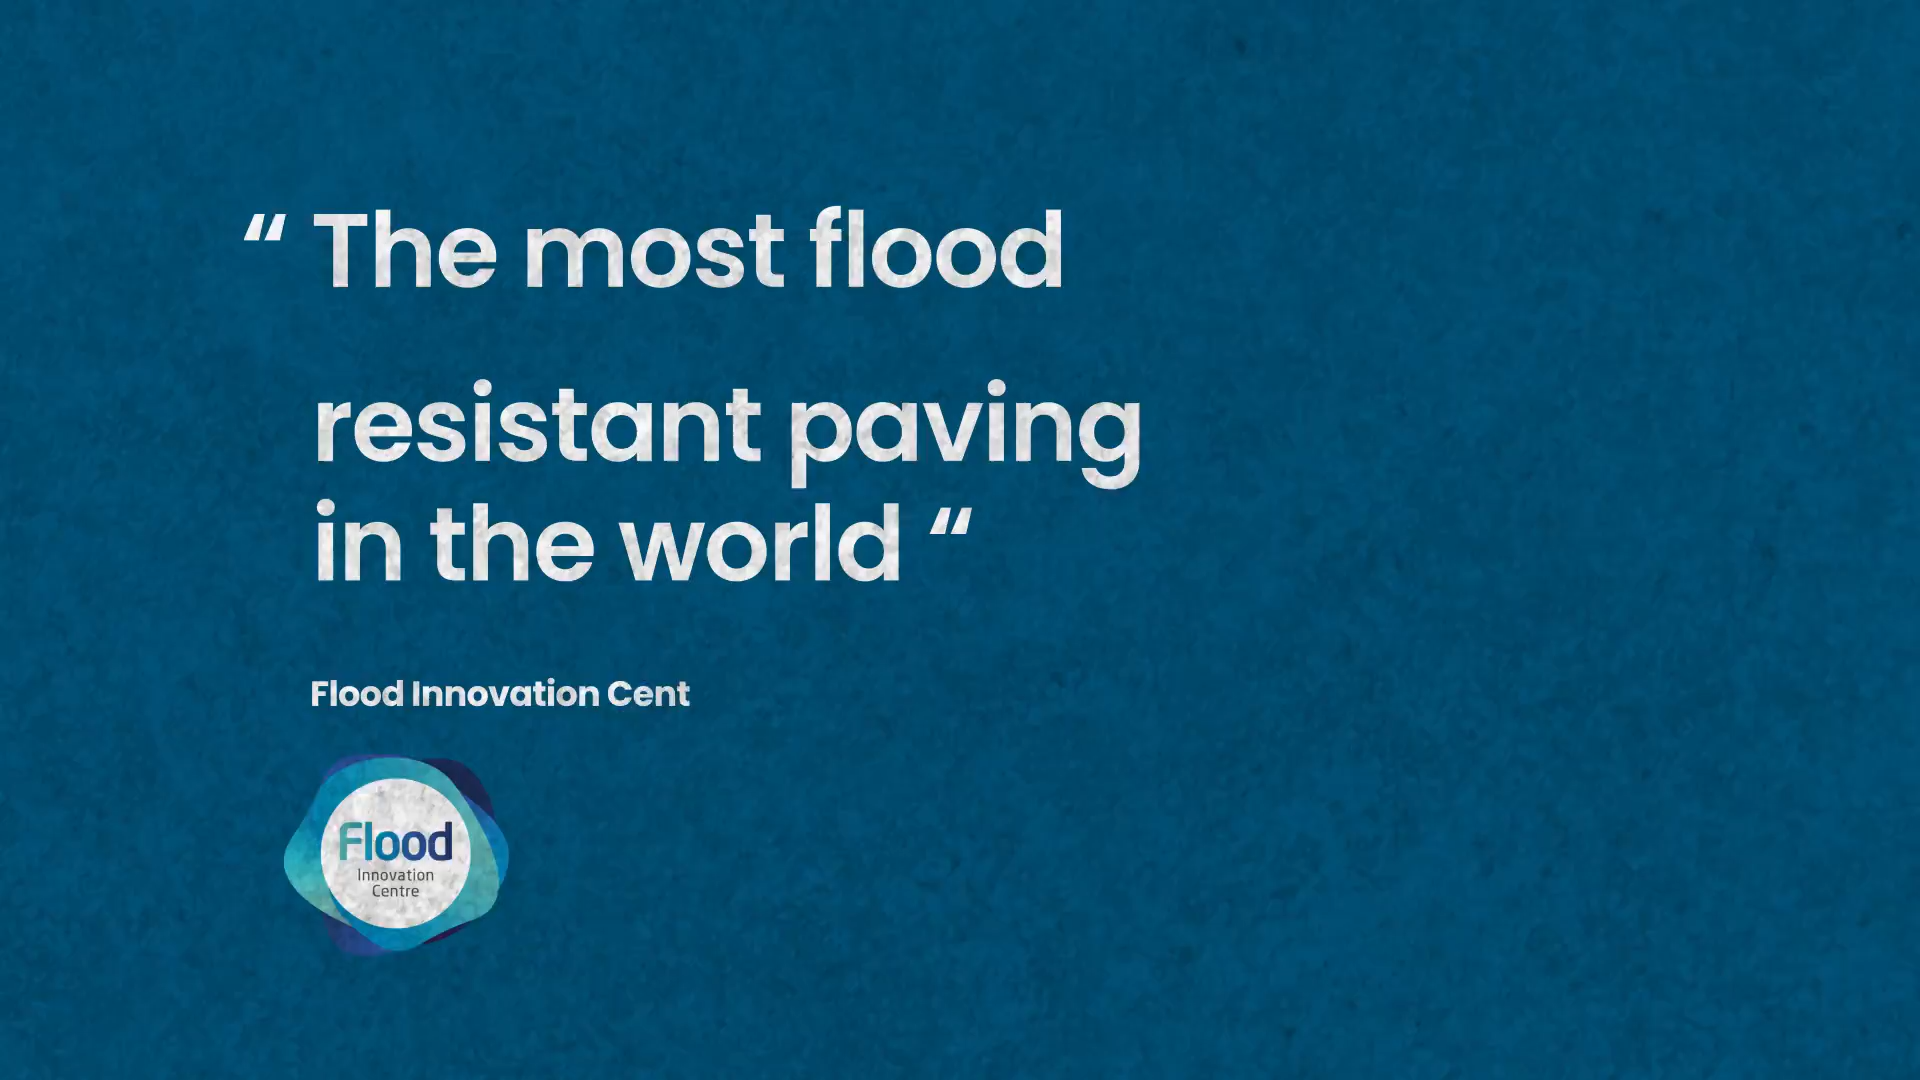 “ The most flood
resistant paving
in the world “
Flood Innovation Cent
Flood
Innovation
Centre